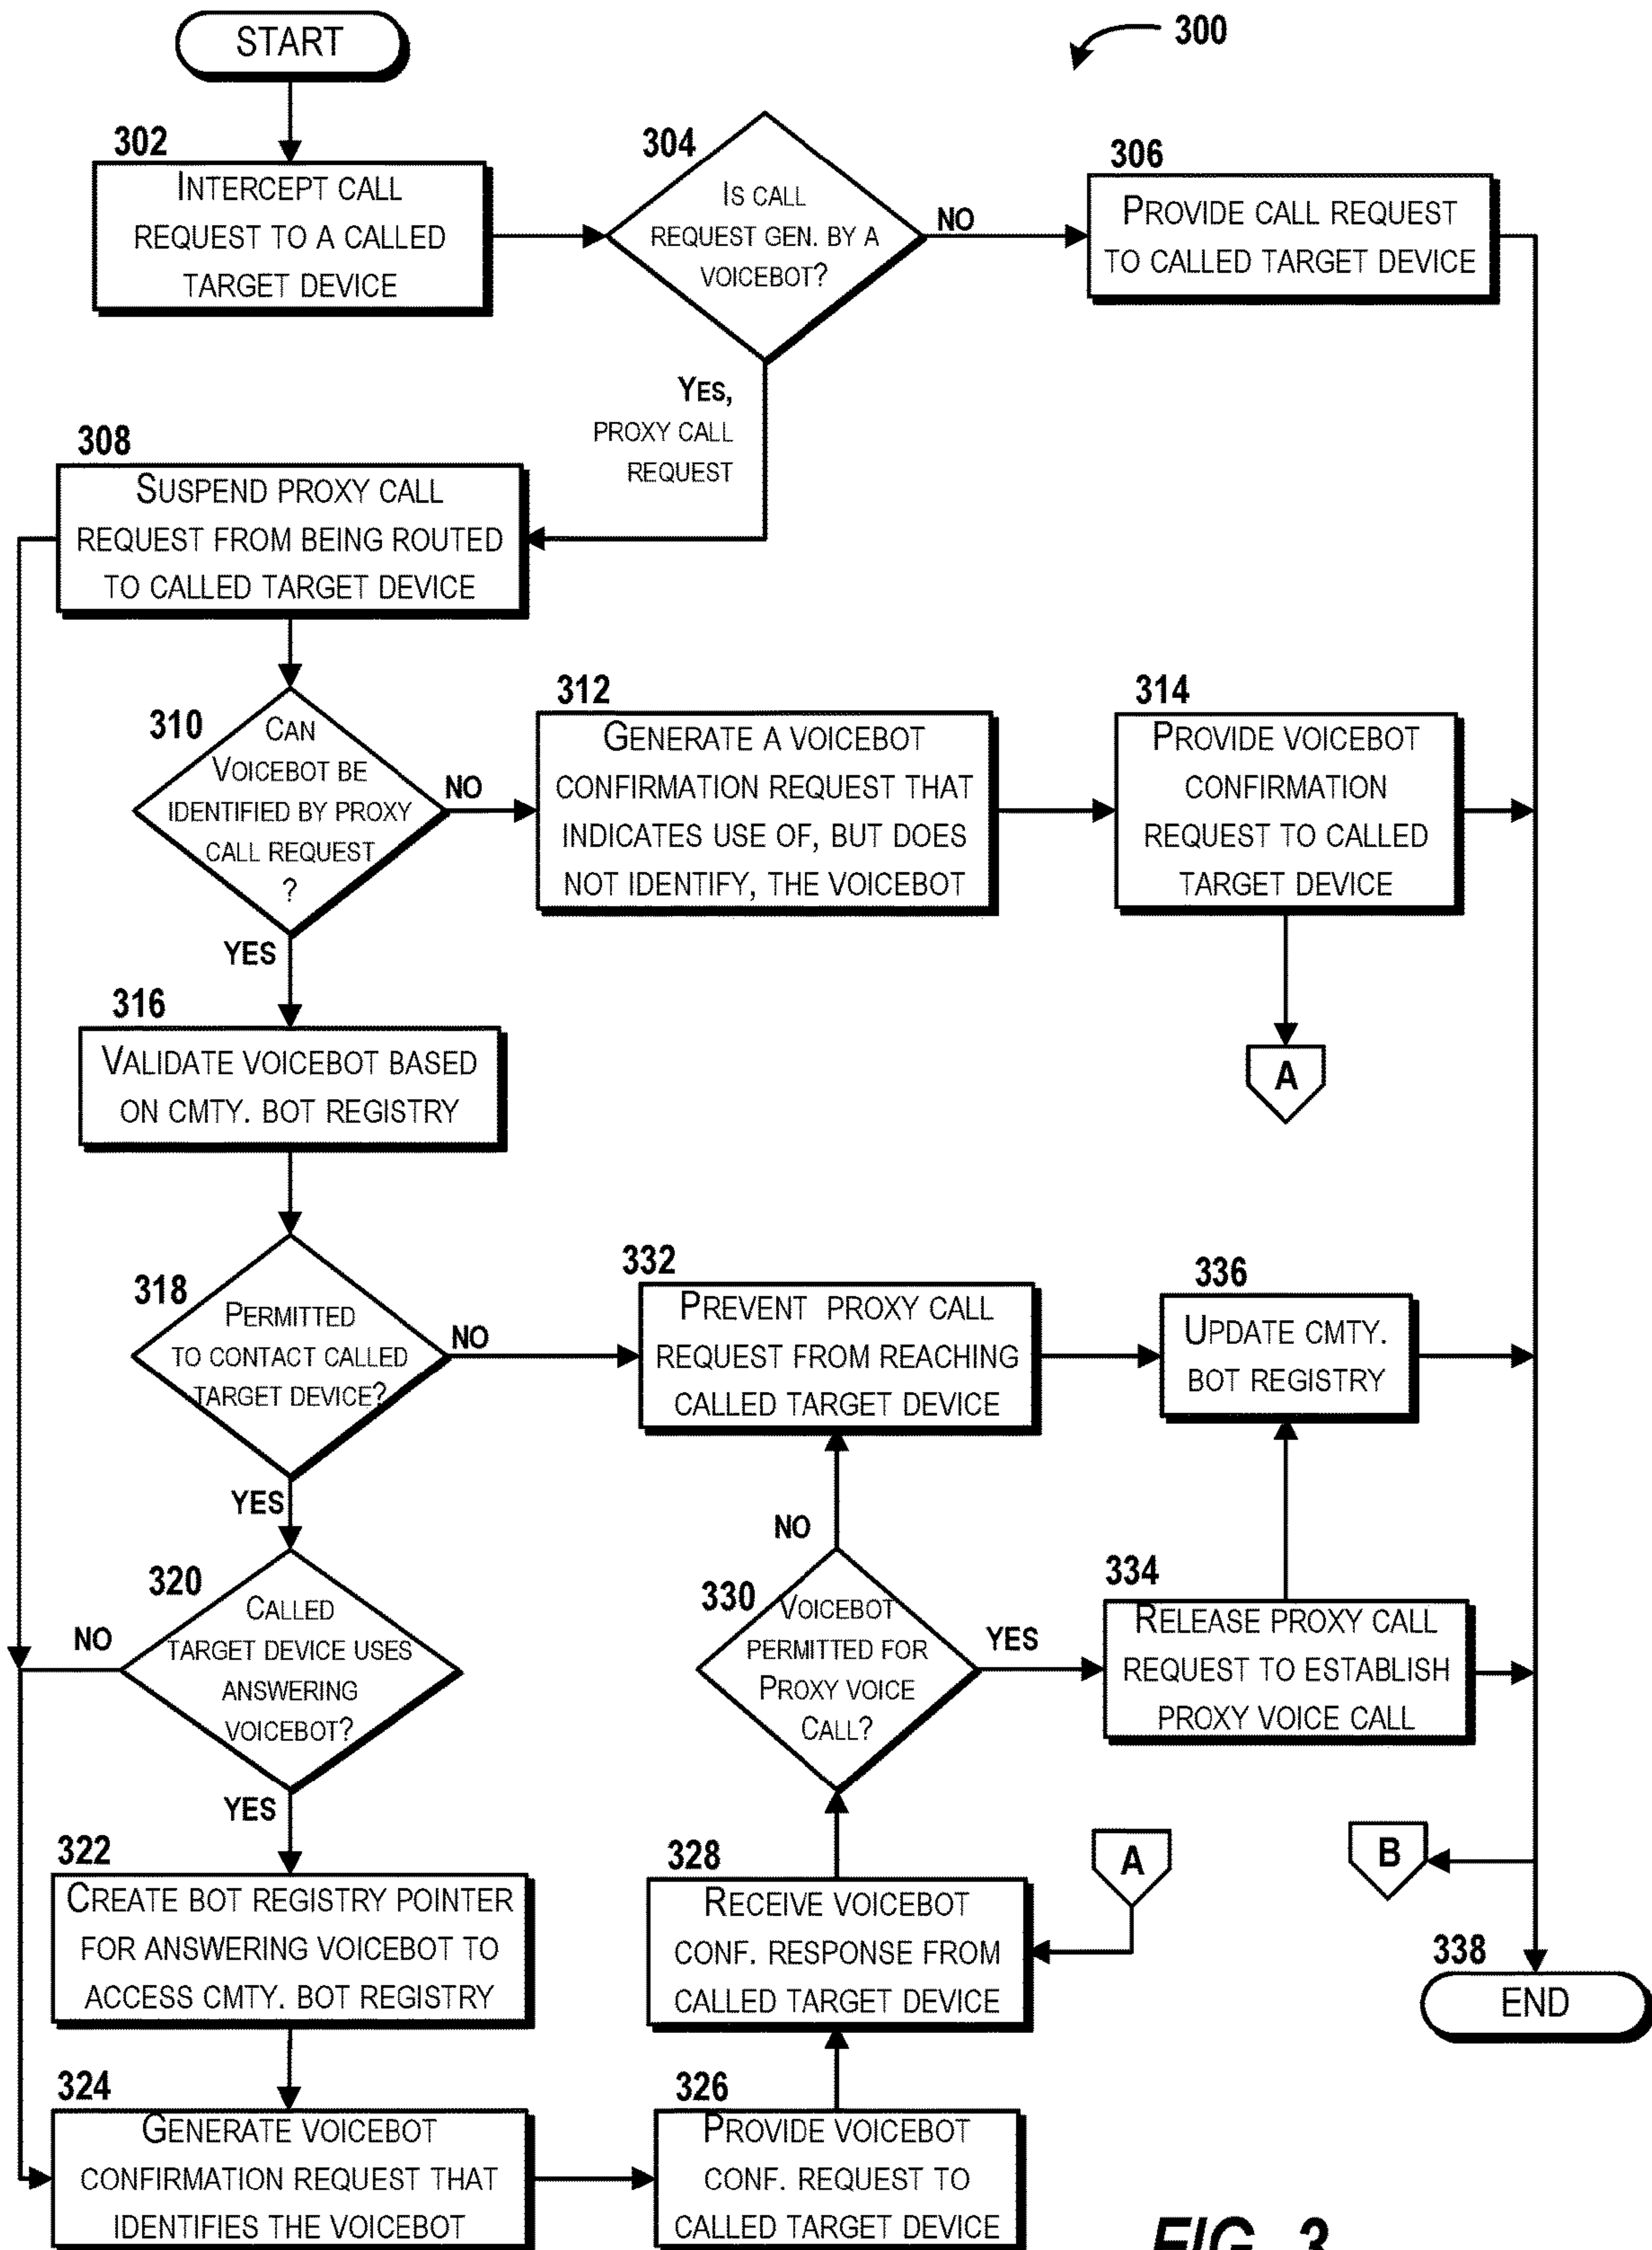 START
300
302
INTERCEPT CALL
REQUEST TO A CALLED
TARGET DEVICE
304
IS CALL
REQUEST GEN. BY A
VOICEBOT?
NO
306
PROVIDE CALL REQUEST
TO CALLED TARGET DEVICE
YES,
PROXY CALL
REQUEST
308
SUSPEND PROXY CALL
REQUEST FROM BEING ROUTED
TO CALLED TARGET DEVICE
310
CAN
VOICEBOT BE
IDENTIFIED BY PROXY
CALL REQUEST
?
NO
312
GENERATE A VOICEBOT
CONFIRMATION REQUEST THAT
INDICATES USE OF, BUT DOES
NOT IDENTIFY, THE VOICEBOT
314
PROVIDE VOICEBOT
CONFIRMATION
REQUEST TO CALLED
TARGET DEVICE
A
YES
316
VALIDATE VOICEBOT BASED
ON CMTY. BOT REGISTRY
318
PERMITTED
TO CONTACT CALLED
TARGET DEVICE?
NO
332
PREVENT PROXY CALL
REQUEST FROM REACHING
CALLED TARGET DEVICE
336
UPDATE CMTY.
BOT REGISTRY
YES
320
CALLED
TARGET DEVICE USES
ANSWERING
VOICEBOT?
NO
NO
330
VOICEBOT
PERMITTED FOR
PROXY VOICE
CALL?
YES
334
RELEASE PROXY CALL
REQUEST TO ESTABLISH
PROXY VOICE CALL
YES
322
CREATE BOT REGISTRY POINTER
FOR ANSWERING VOICEBOT TO
ACCESS CMTY. BOT REGISTRY
328
RECEIVE VOICEBOT
CONF. RESPONSE FROM
CALLED TARGET DEVICE
A
B
338
END
324
GENERATE VOICEBOT
CONFIRMATION REQUEST THAT
IDENTIFIES THE VOICEBOT
326
PROVIDE VOICEBOT
CONF. REQUEST TO
CALLED TARGET DEVICE
FIG. 3